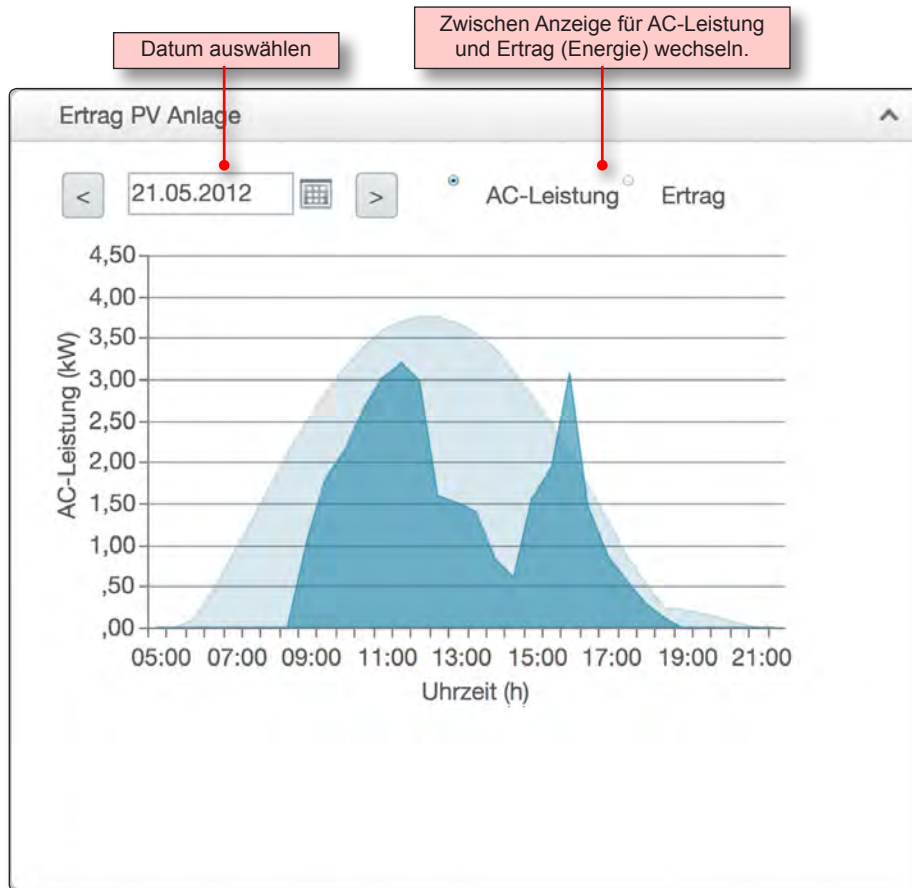 Datum auswählen
Zwischen Anzeige für AC-Leistung
und Ertrag (Energie) wechseln.
Ertrag PV Anlage
<
21.05.2012
>
AC-Leistung
Ertrag
4,50
4,00
3,50
3,00
2,50
2,00
1,50
1,00
,50
,00
AC-Leistung (kW)
05:00 07:00 09:00 11:00 13:00 15:00 17:00 19:00 21:00
Uhrzeit (h)